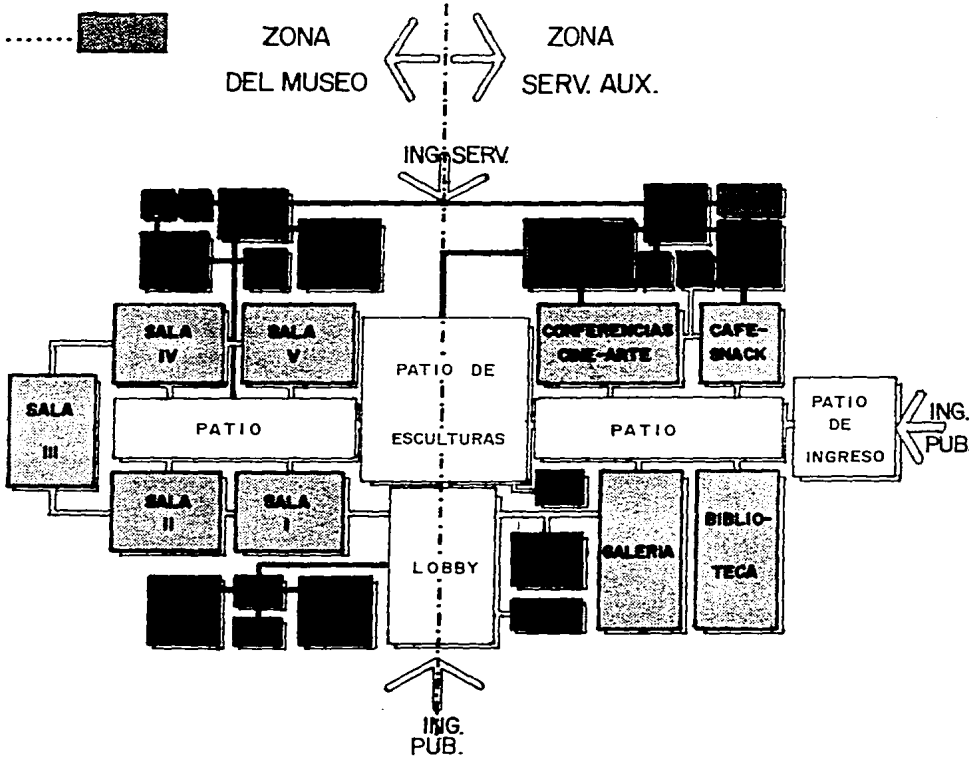 ZONA
DEL MUSEO
ZONA
SERV. AUX.
ING. SERV.
SALA
IV
SALA
V
CONFERENCIAS
CINE-ARTE
CAFE-
SNACK
SALA
III
PATIO
PATIO DE
ESCULTURAS
PATIO
PATIO
DE
INGRESO
ING.
PUB.
SALA
II
SALA
I
LOBBY
GALERIA
BIBLIO-
TECA
ING.
PUB.